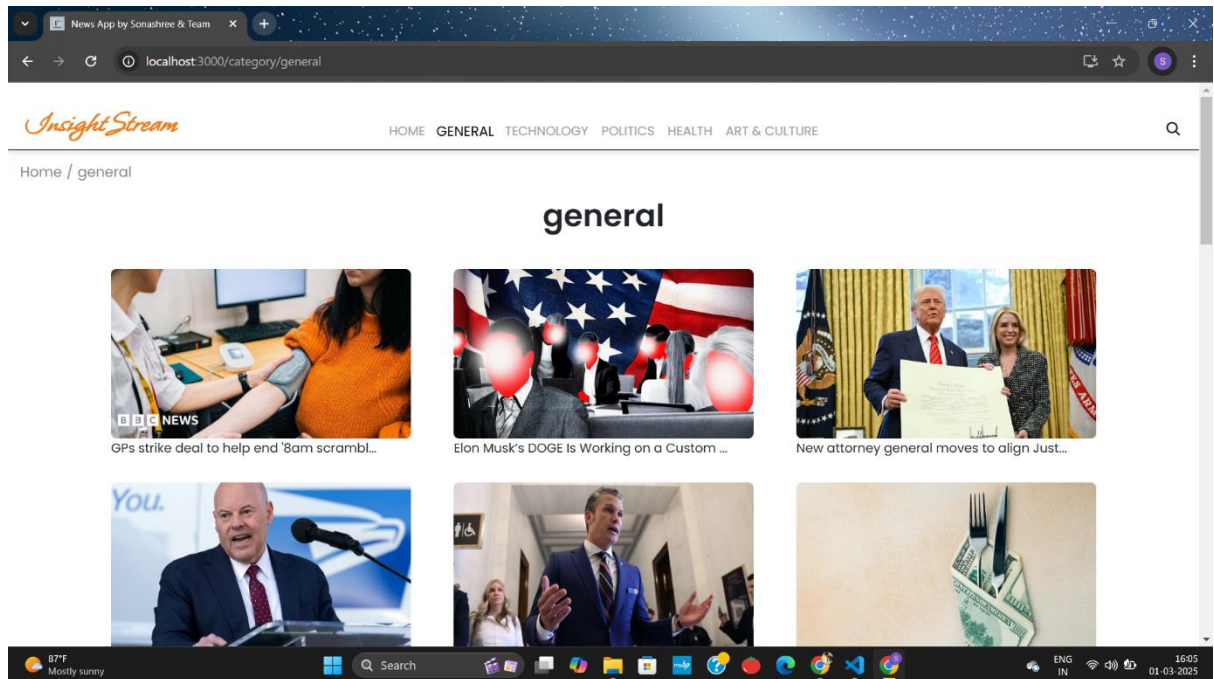 News App by Sonashree & Team
localhost:3000/category/general
S
InsightStream
HOME GENERAL TECHNOLOGY POLITICS HEALTH ART & CULTURE
Home / general
general
BBC NEWS
GPs strike deal to help end '8am scrambl...
Elon Musk's DOGE Is Working on a Custom ...
New attorney general moves to align Just...
You.
87°F
Mostly sunny
Search
ENG
IN
16:05
01-03-2025